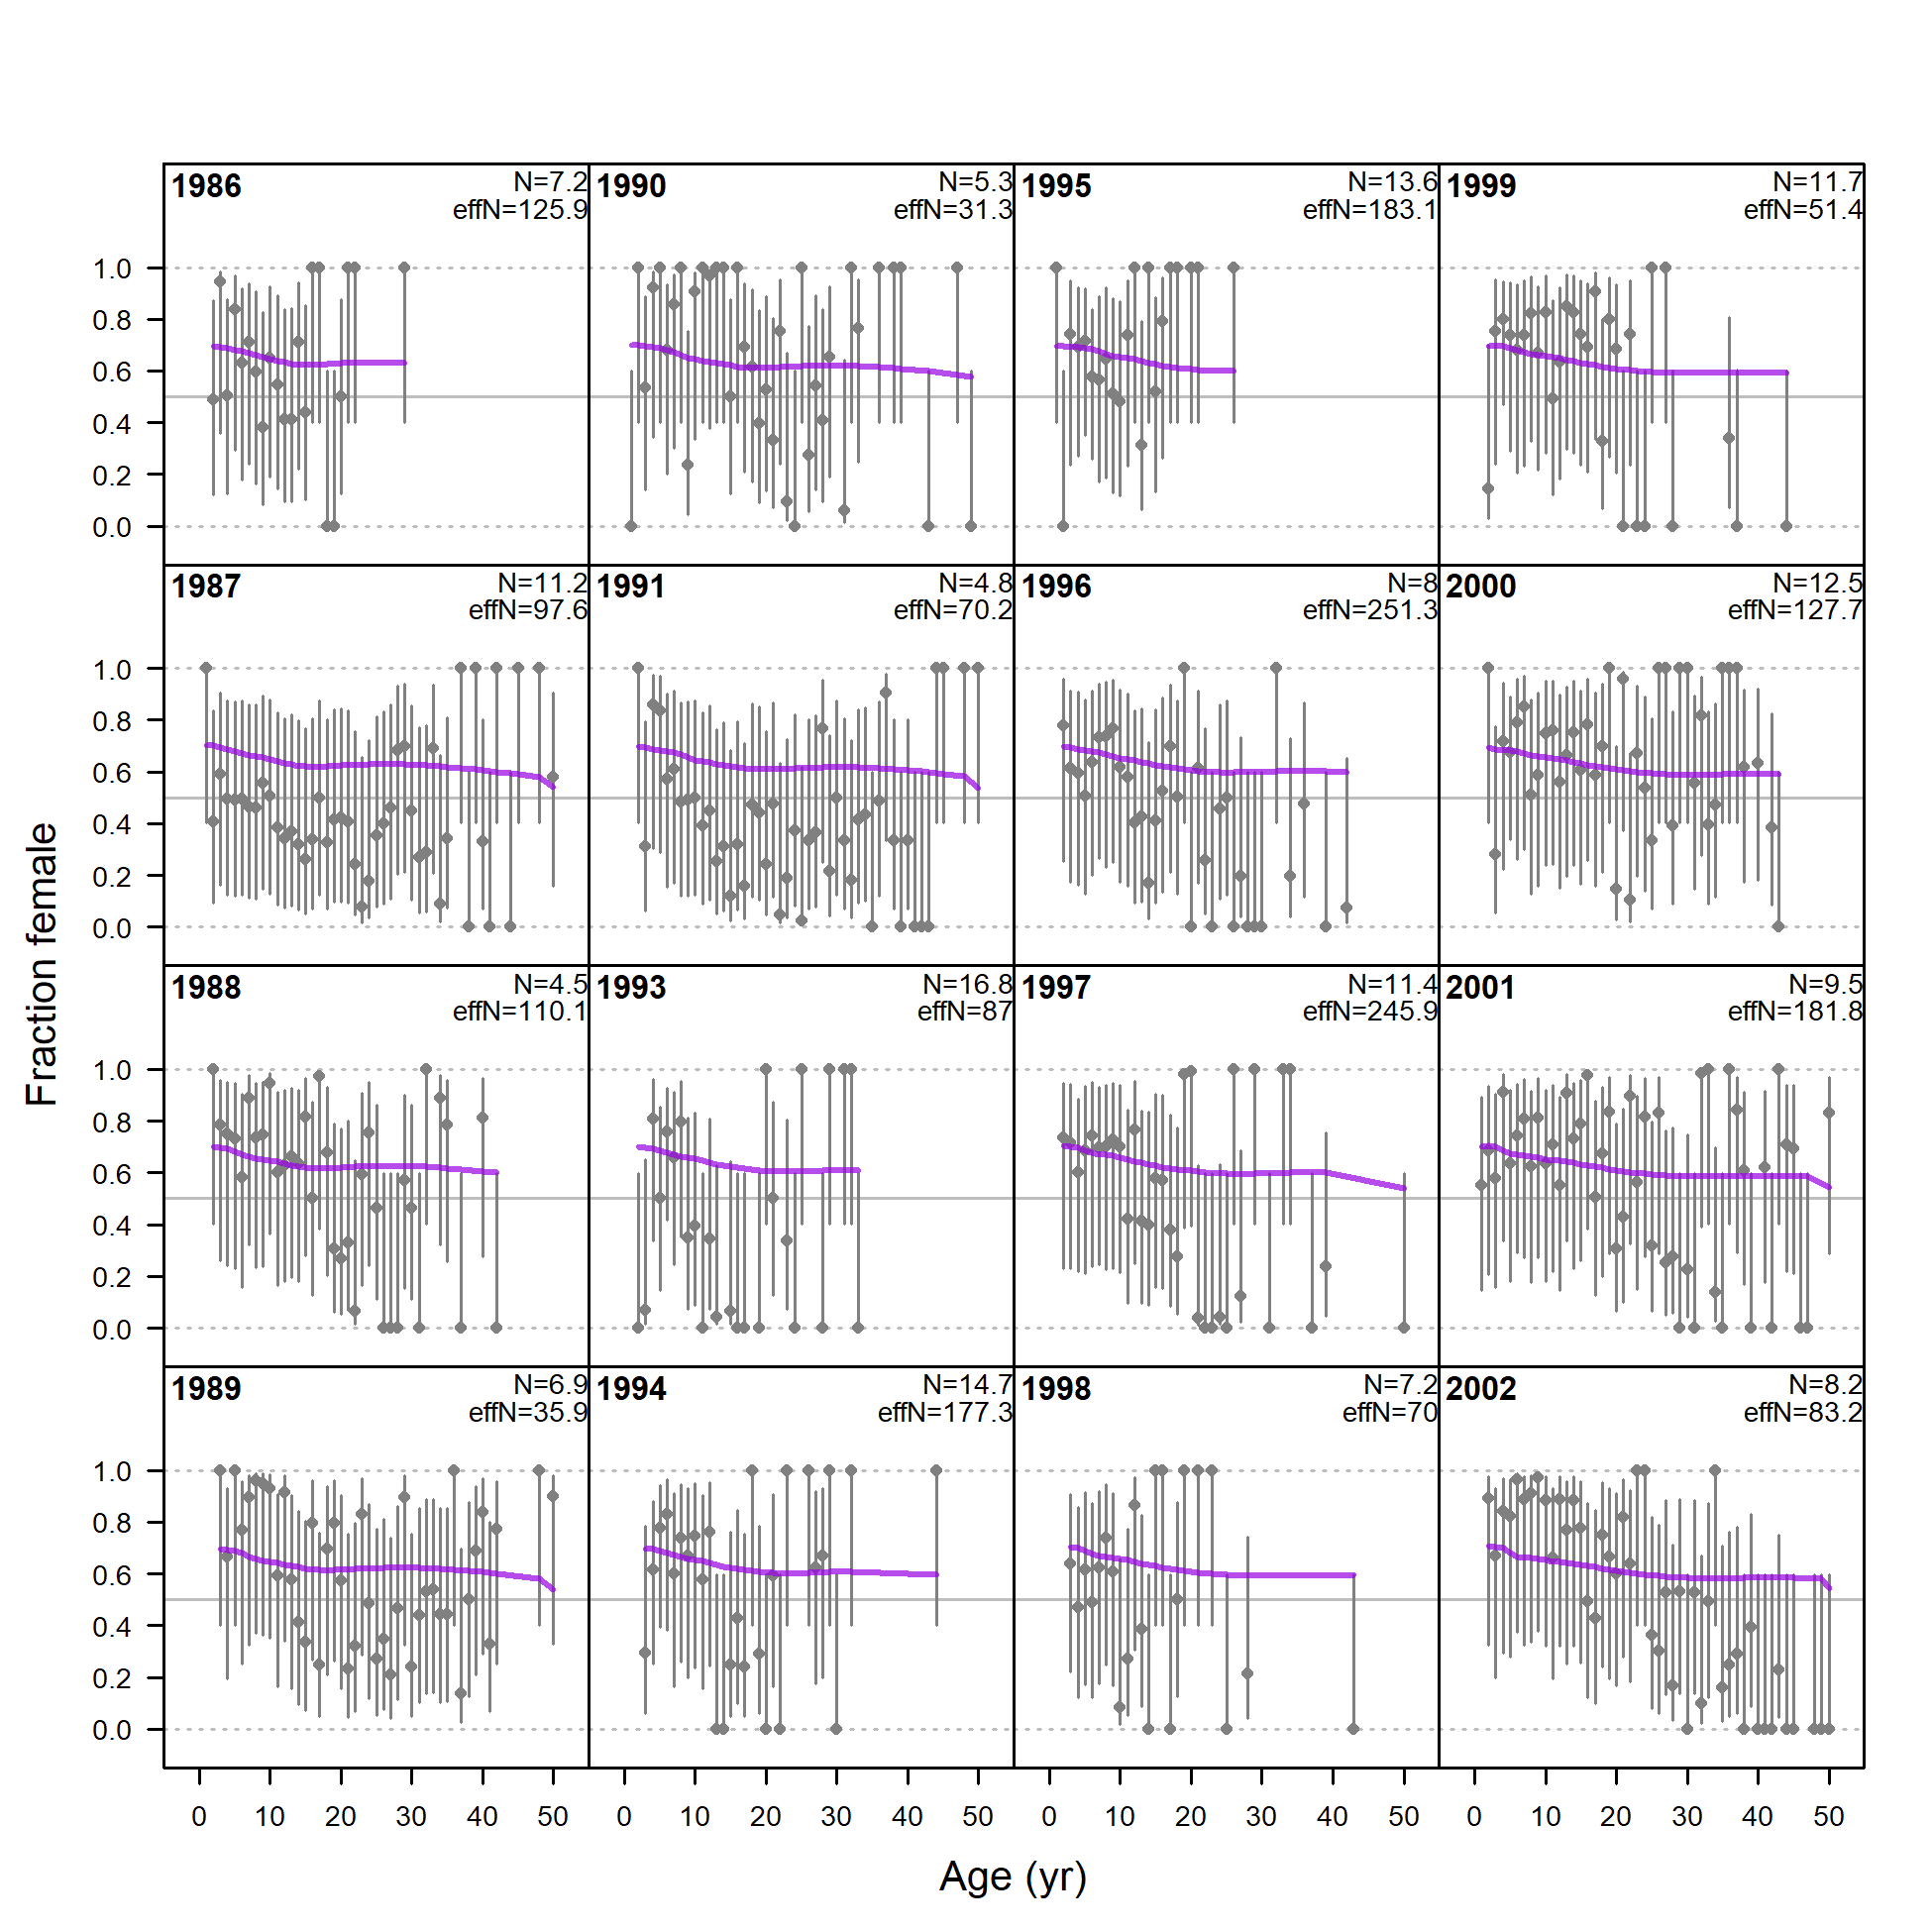 1986
N=7.2
effN=125.9
1990
N=5.3
effN=31.3
1995
N=13.6
effN=183.1
1999
N=11.7
effN=51.4
1.0
0.8
0.6
0.4
0.2
0.0
1987
N=11.2
effN=97.6
1991
N=4.8
effN=70.2
1996
N=8
effN=251.3
2000
N=12.5
effN=127.7
1.0
0.8
0.6
0.4
0.2
0.0
1988
N=4.5
effN=110.1
1993
N=16.8
effN=87
1997
N=11.4
effN=245.9
2001
N=9.5
effN=181.8
1.0
0.8
0.6
0.4
0.2
0.0
1989
N=6.9
effN=35.9
1994
N=14.7
effN=177.3
1998
N=7.2
effN=70
2002
N=8.2
effN=83.2
1.0
0.8
0.6
0.4
0.2
0.0
0 10 20 30 40 50
0 10 20 30 40 50
0 10 20 30 40 50
0 10 20 30 40 50
Age (yr)
Fraction female